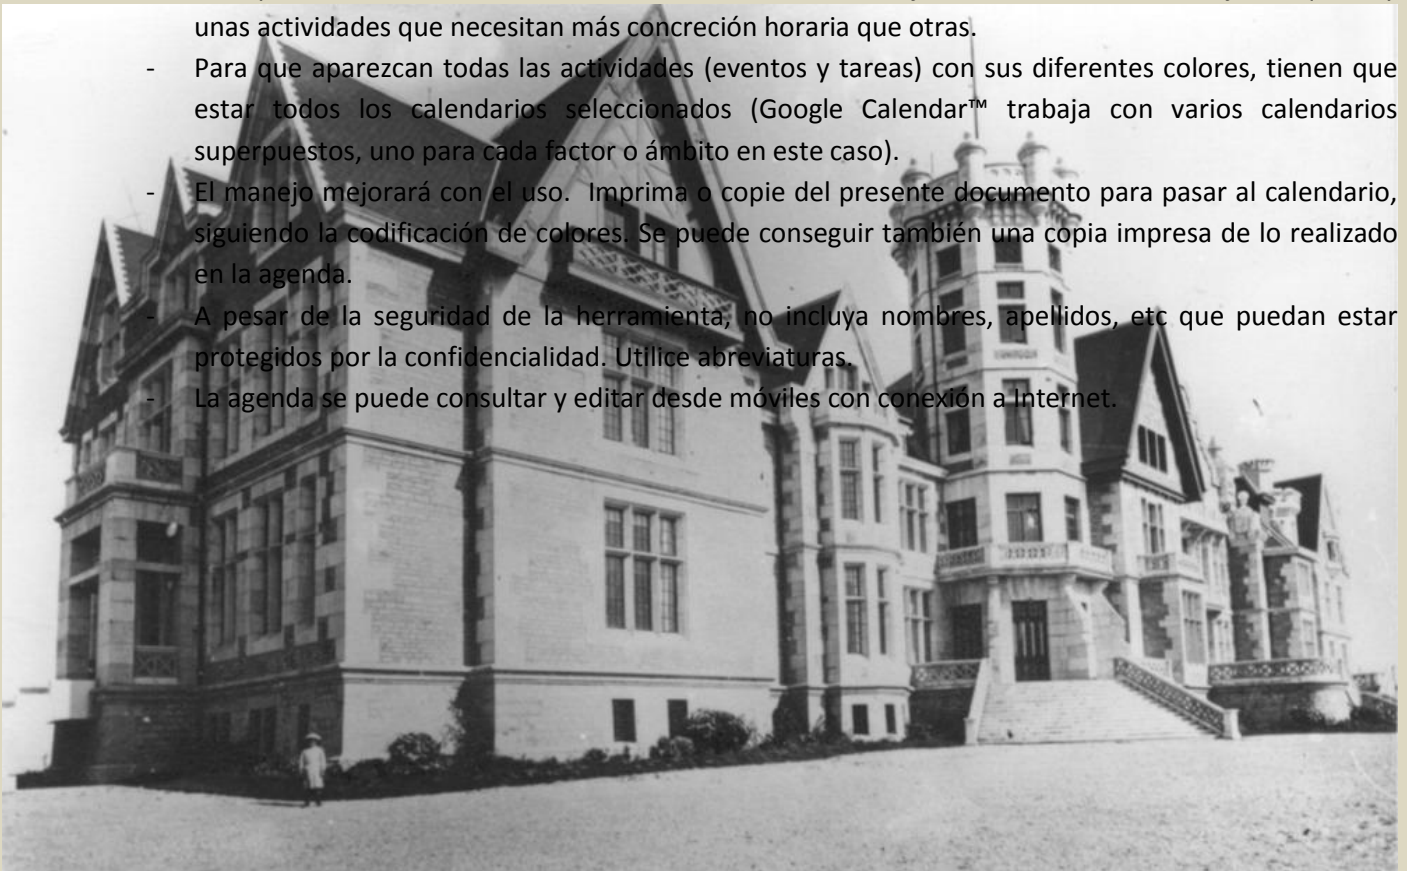 unas actividades que necesitan más concreción horaria que otras.
- Para que aparezcan todas las actividades (eventos y tareas) con sus diferentes colores, tienen que
estar todos los calendarios seleccionados (Google Calendar™ trabaja con varios calendarios
superpuestos, uno para cada factor o ámbito en este caso).
- El manejo mejorará con el uso. Imprima o copie del presente documento para pasar al calendario,
siguiendo la codificación de colores. Se puede conseguir también una copia impresa de lo realizado
en la agenda.
- A pesar de la seguridad de la herramienta, no incluya nombres, apellidos, etc que puedan estar
protegidos por la confidencialidad. Utilice abreviaturas.
- La agenda se puede consultar y editar desde móviles con conexión a Internet.